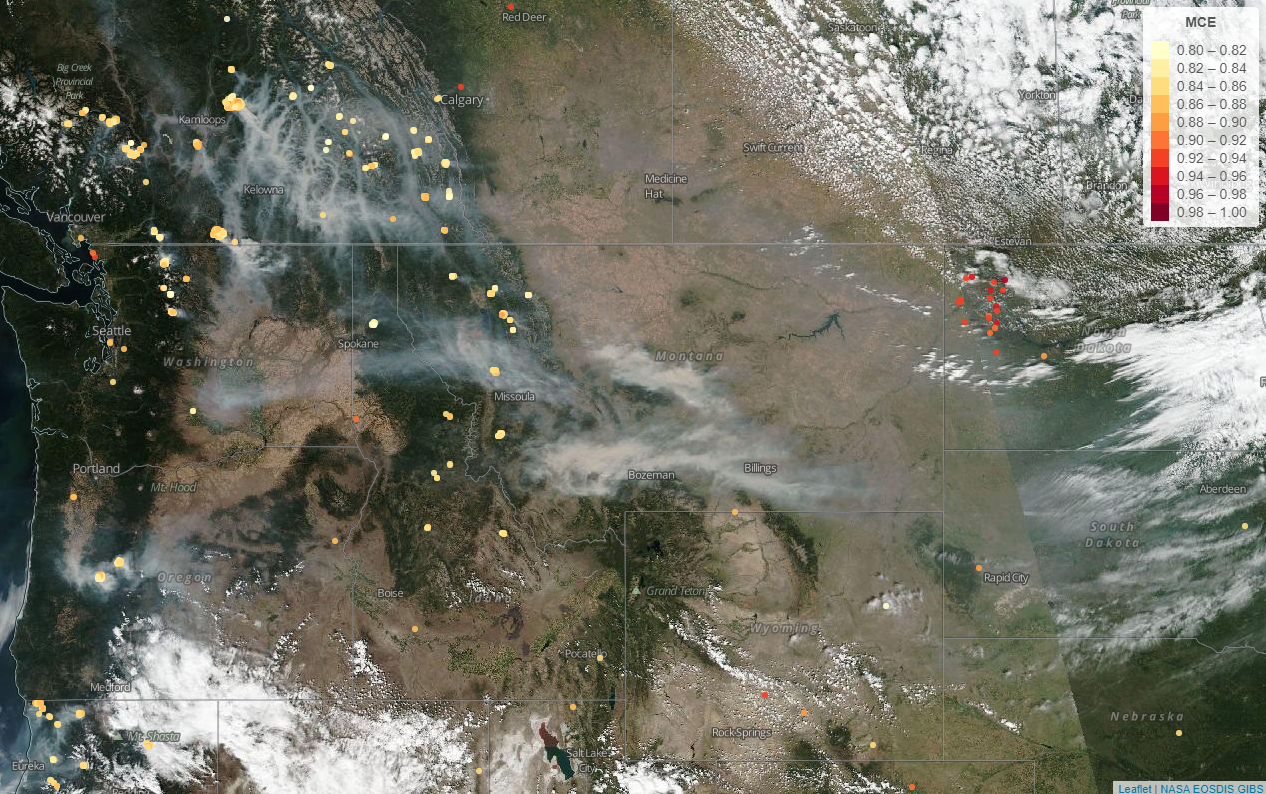 Red Deer
Saskatoon
Provincial
Park
MCE
0.80 – 0.82
0.82 – 0.84
0.84 – 0.86
0.86 – 0.88
0.88 – 0.90
0.90 – 0.92
0.92 – 0.94
0.94 – 0.96
0.96 – 0.98
0.98 – 1.00
Big Creek
Provincial
Park
Calgary
Yorkton
Kamloops
Swift Current
Regina
Medicine
Hat
Brandon
Kelowna
Vancouver
Estevan
Seattle
Spokane
Washington
Montana
North
Dakota
Missoula
Portland
Mt. Hood
Bozeman
Billings
Aberdeen
South
Dakota
Oregon
Boise
Grand Teton
Rapid City
Wyoming
Pocatello
Medford
Mt. Shasta
Nebraska
Rock Springs
Eureka
Salt Lake
City
Leaflet | NASA EOSDIS GIBS